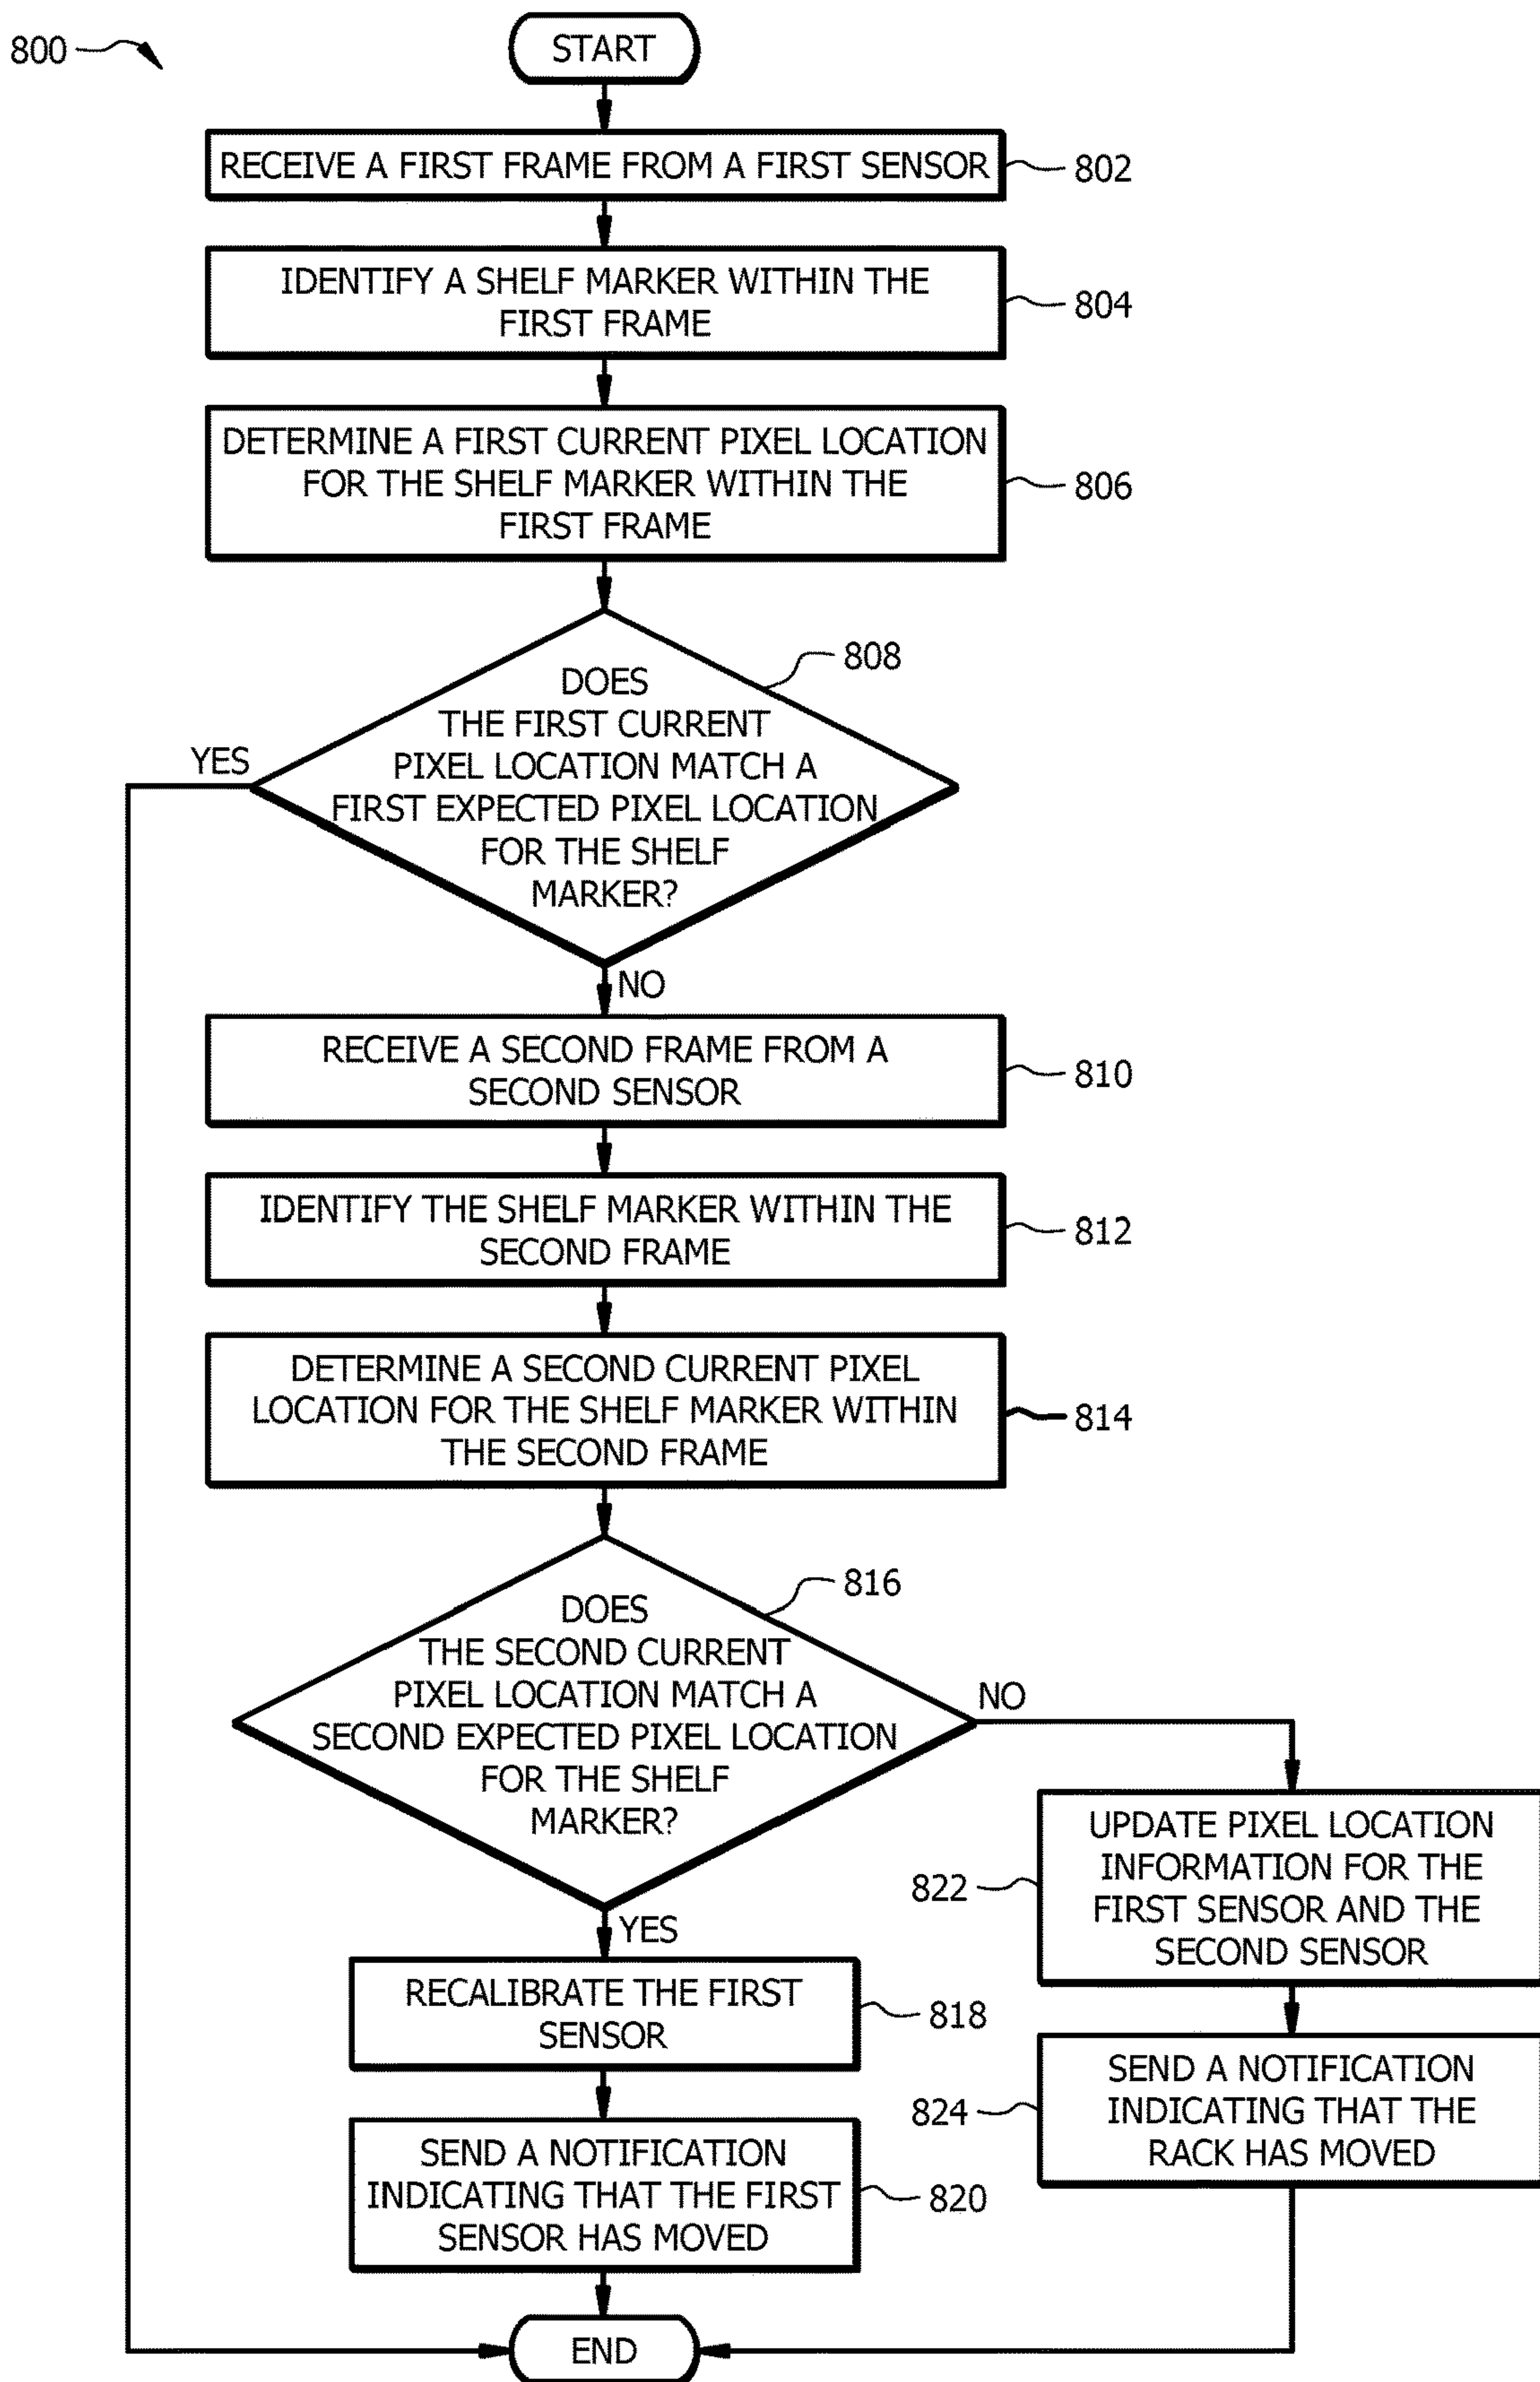 800
START
RECEIVE A FIRST FRAME FROM A FIRST SENSOR
802
IDENTIFY A SHELF MARKER WITHIN THE
FIRST FRAME
804
DETERMINE A FIRST CURRENT PIXEL LOCATION
FOR THE SHELF MARKER WITHIN THE
FIRST FRAME
806
DOES
THE FIRST CURRENT
PIXEL LOCATION MATCH A
FIRST EXPECTED PIXEL LOCATION
FOR THE SHELF
MARKER?
808
YES
NO
RECEIVE A SECOND FRAME FROM A
SECOND SENSOR
810
IDENTIFY THE SHELF MARKER WITHIN THE
SECOND FRAME
812
DETERMINE A SECOND CURRENT PIXEL
LOCATION FOR THE SHELF MARKER WITHIN
THE SECOND FRAME
814
DOES
THE SECOND CURRENT
PIXEL LOCATION MATCH A
SECOND EXPECTED PIXEL LOCATION
FOR THE SHELF
MARKER?
816
NO
YES
UPDATE PIXEL LOCATION
INFORMATION FOR THE
FIRST SENSOR AND THE
SECOND SENSOR
822
RECALIBRATE THE FIRST
SENSOR
818
SEND A NOTIFICATION
INDICATING THAT THE
RACK HAS MOVED
824
SEND A NOTIFICATION
INDICATING THAT THE FIRST
SENSOR HAS MOVED
820
END